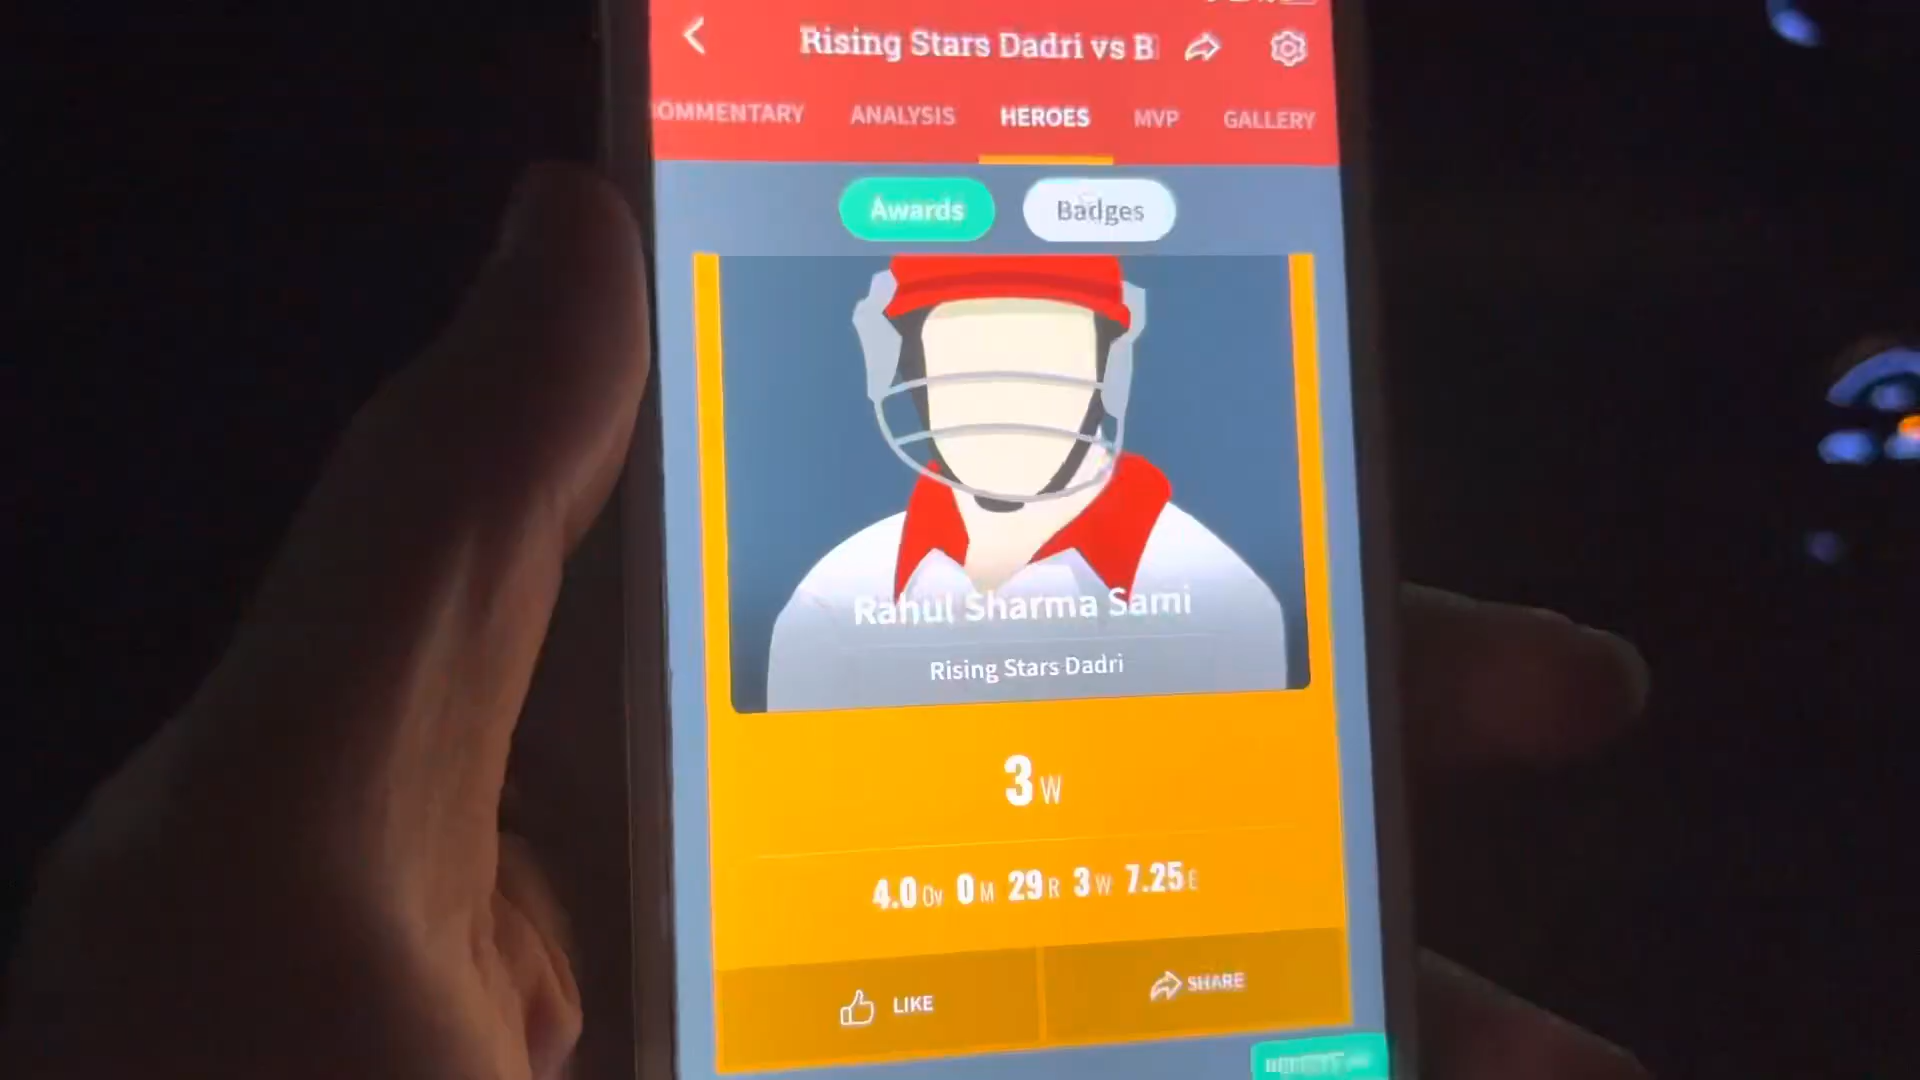 Rising Stars Dadri vs B
OMMENTARY ANALYSIS HEROES MVP GALLERY
Awards Badges
Rahul Sharma Sami
Rising Stars Dadri
3 W
4.0 Ov 0 M 29 R 3 W 7.25 E
LIKE SHARE